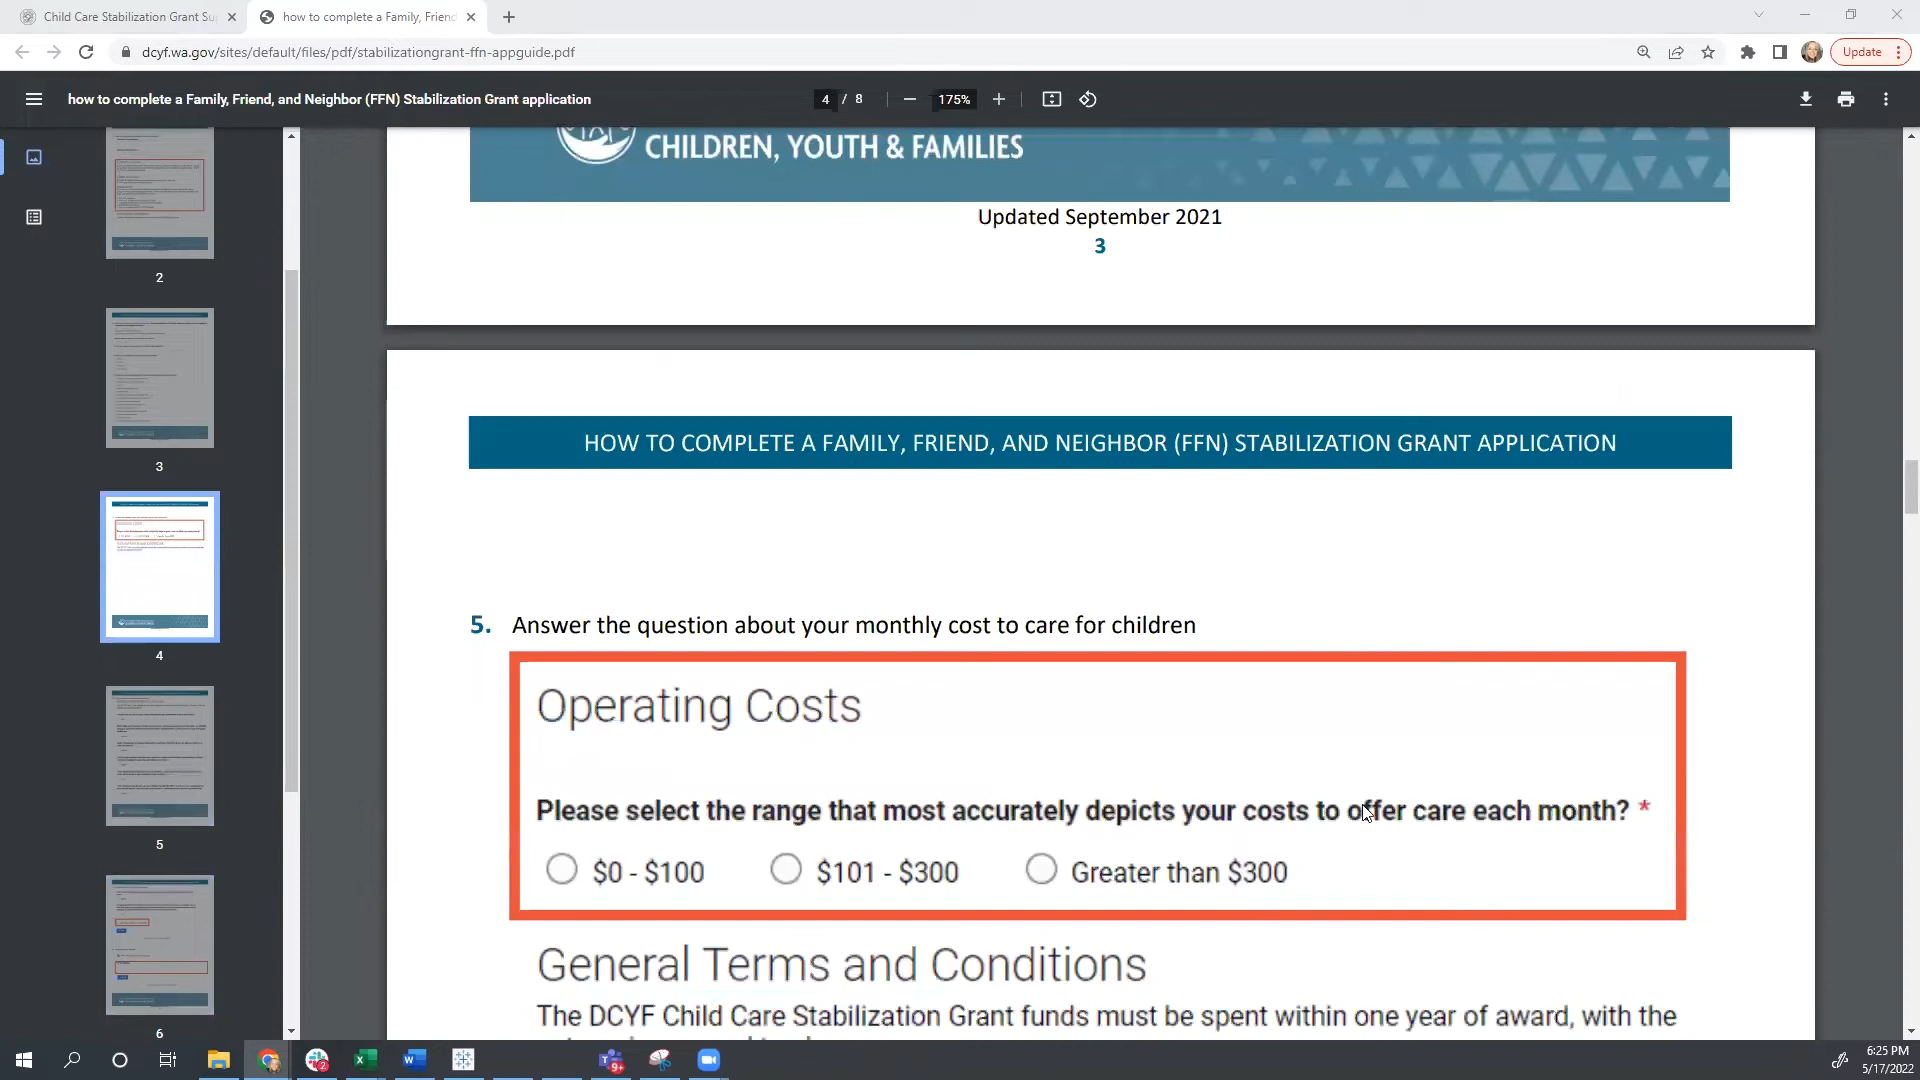 Child Care Stabilization Grant Su
how to complete a Family, Friend
dcyf.wa.gov/sites/default/files/pdf/stabilizationgrant-ffn-appguide.pdf
Update
how to complete a Family, Friend, and Neighbor (FFN) Stabilization Grant application
4 / 8
175%
CHILDREN, YOUTH & FAMILIES
Updated September 2021
3
HOW TO COMPLETE A FAMILY, FRIEND, AND NEIGHBOR (FFN) STABILIZATION GRANT APPLICATION
5. Answer the question about your monthly cost to care for children
Operating Costs
Please select the range that most accurately depicts your costs to offer care each month? *
$0 - $100
$101 - $300
Greater than $300
General Terms and Conditions
The DCYF Child Care Stabilization Grant funds must be spent within one year of award, with the
2
3
4
5
6
2
9+
6:25 PM
5/17/2022